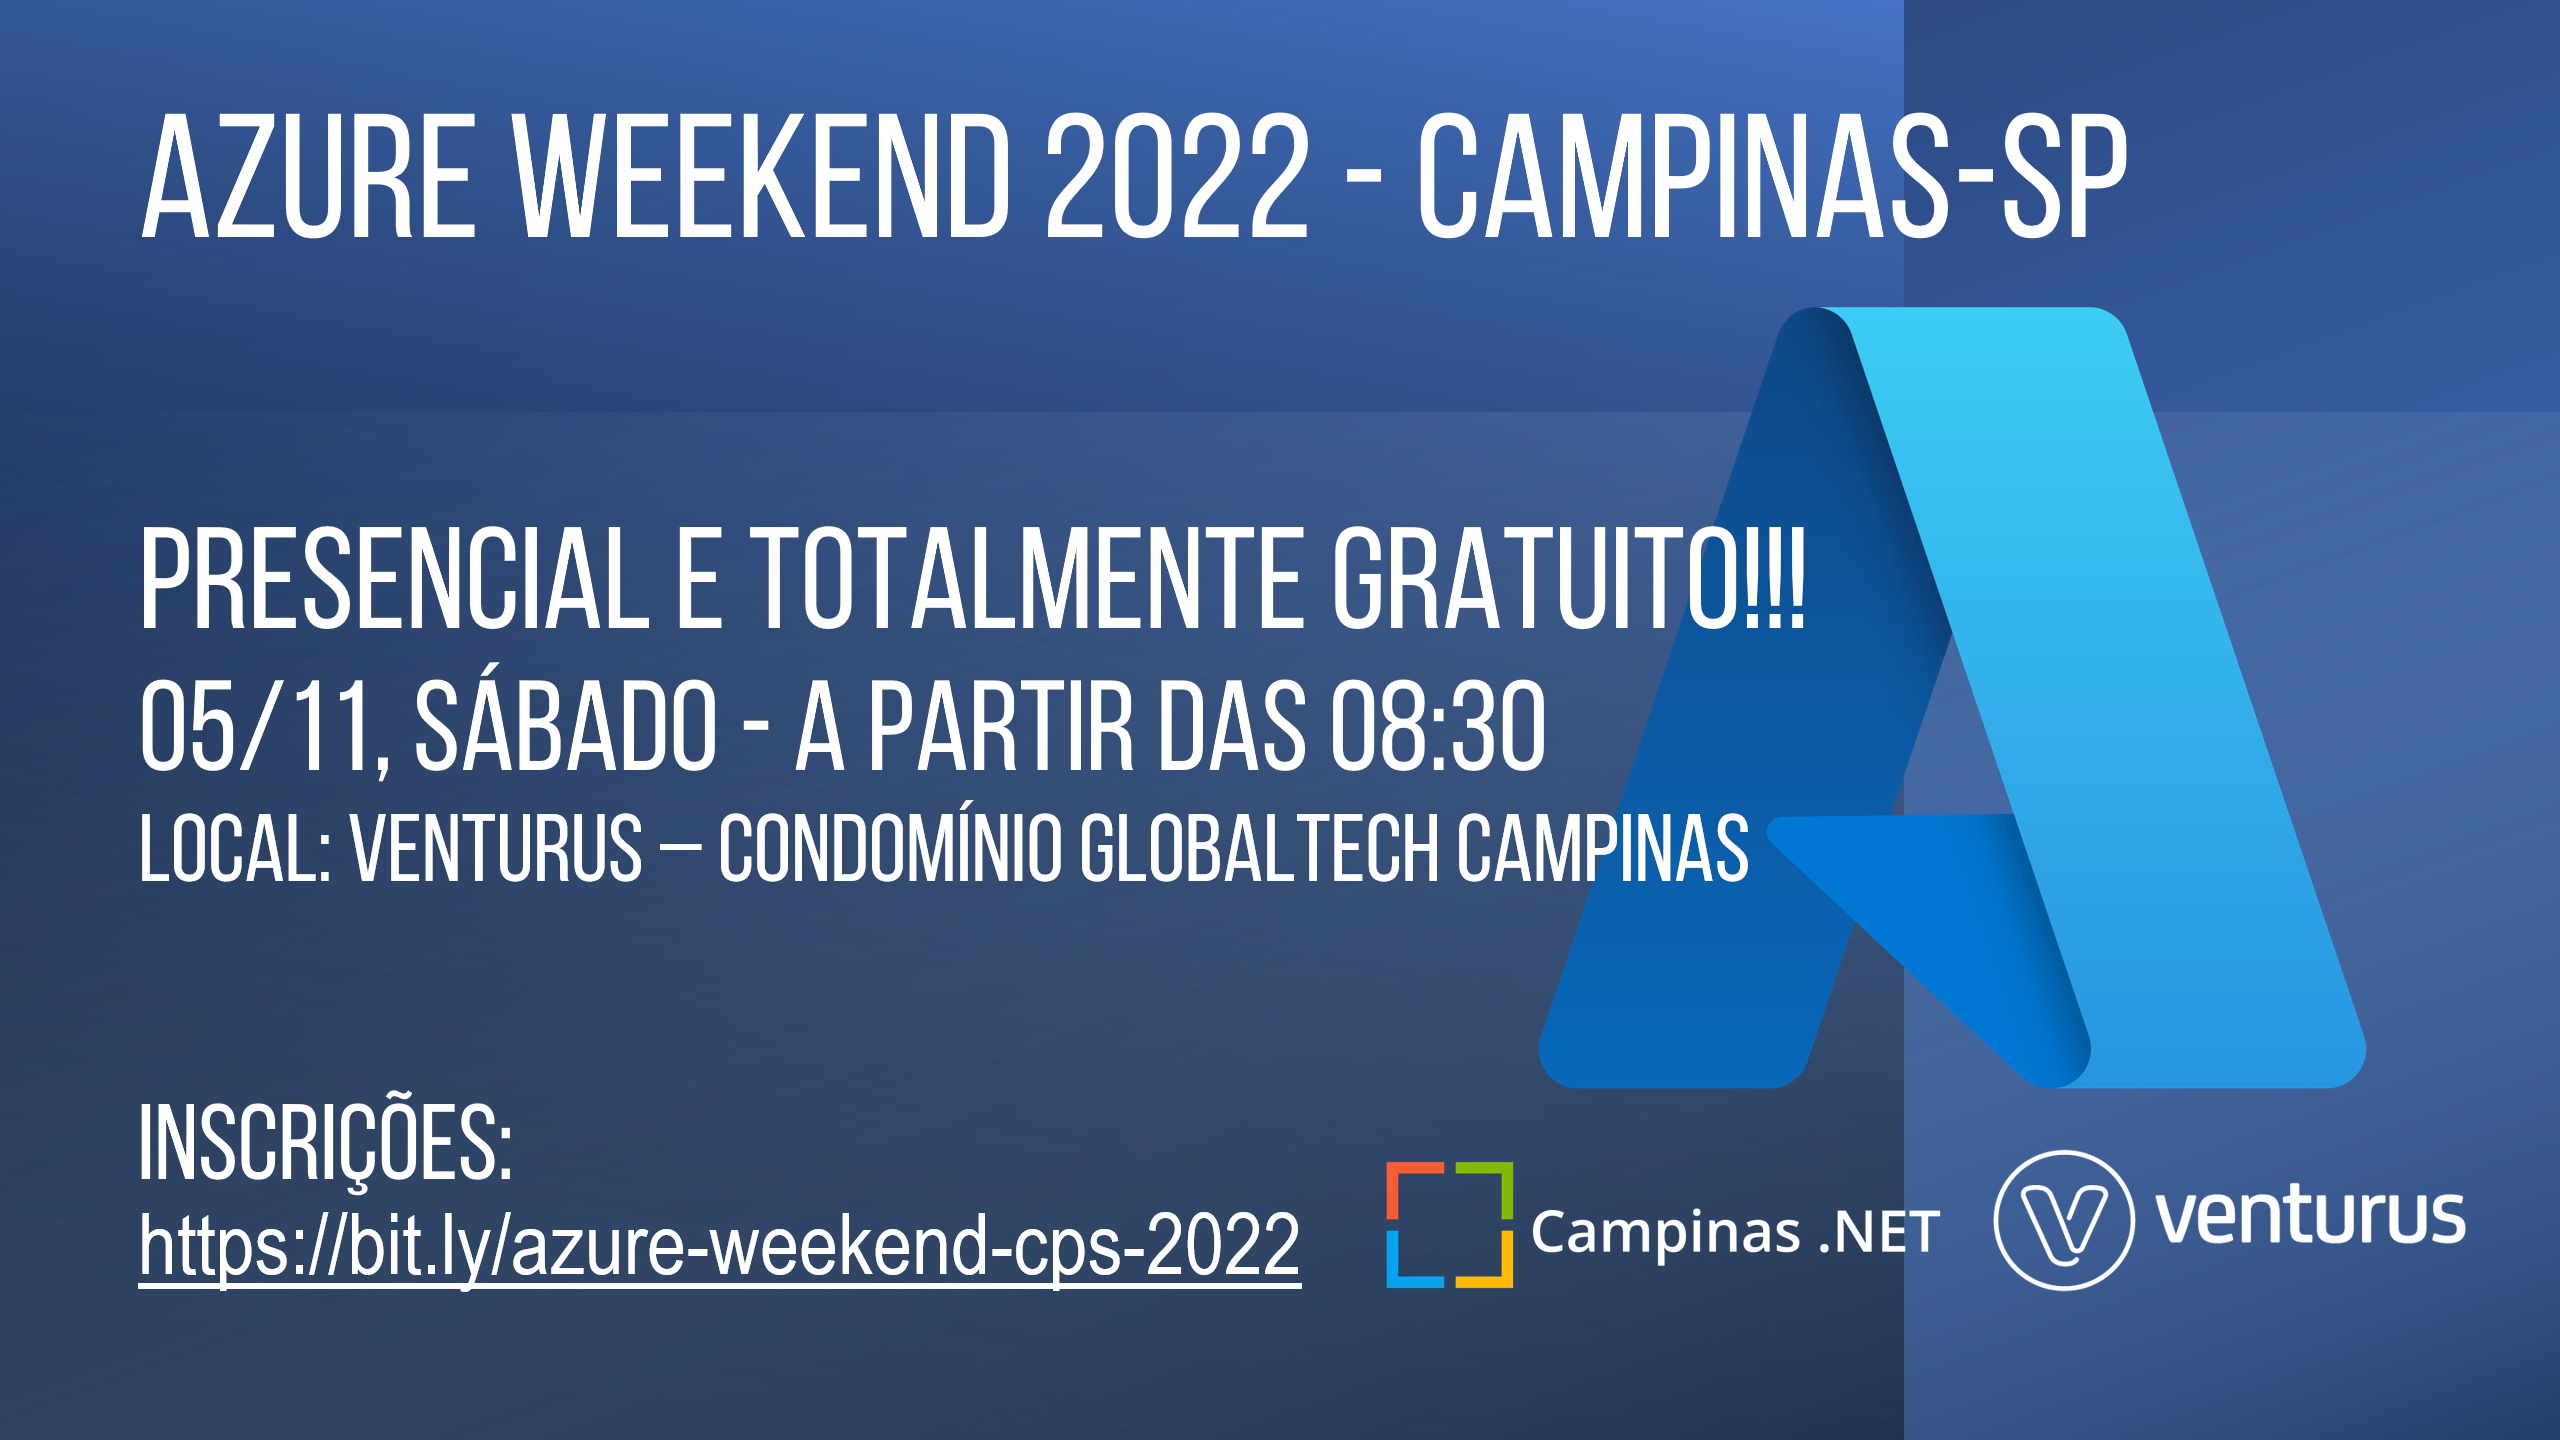 AZURE WEEKEND 2022 - CAMPINAS-SP
PRESENCIAL E TOTALMENTE GRATUITO!!!
05/11, SÁBADO - A PARTIR DAS 08:30
LOCAL: VENTURUS – CONDOMÍNIO GLOBALTECH CAMPINAS
INSCRIÇÕES:
https://bit.ly/azure-weekend-cps-2022
Campinas .NET
venturus